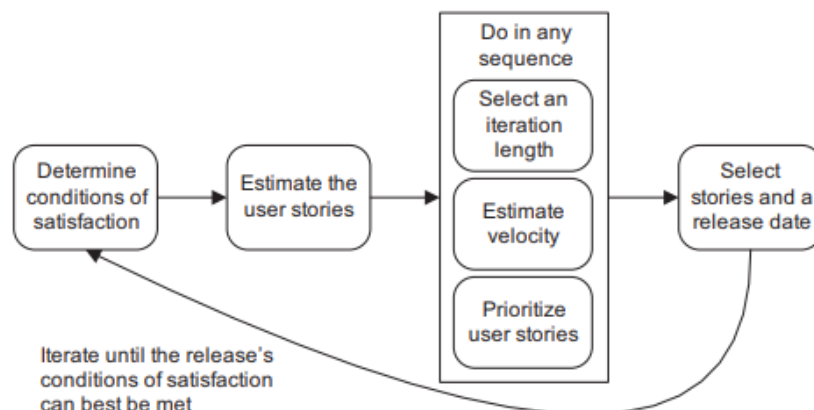 Do in any
sequence
Select an
iteration
length
Determine
conditions of
satisfaction
Estimate the
user stories
Estimate
velocity
Select
stories and a
release date
Prioritize
user stories
Iterate until the release's
conditions of satisfaction
can best be met